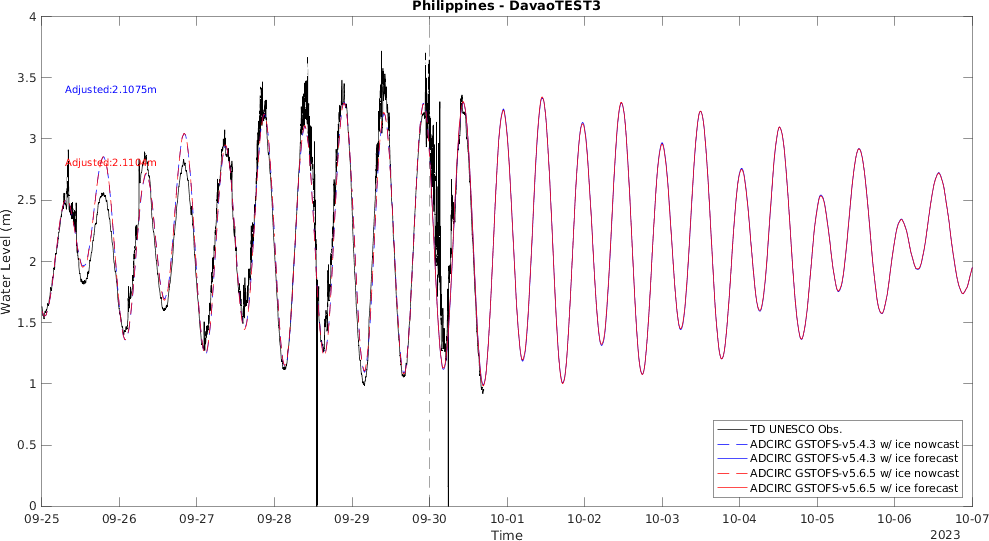 Philippines - DavaoTEST3
4
3.5
3
2.5
2
1.5
1
0.5
0
Water Level (m)
Adjusted:2.1075m
Adjusted:2.1104m
TD UNESCO Obs.
ADCIRC GSTOFS-v5.4.3 w/ ice nowcast
ADCIRC GSTOFS-v5.4.3 w/ ice forecast
ADCIRC GSTOFS-v5.6.5 w/ ice nowcast
ADCIRC GSTOFS-v5.6.5 w/ ice forecast
09-25 09-26 09-27 09-28 09-29 09-30 10-01 10-02 10-03 10-04 10-05 10-06 10-07
Time
2023